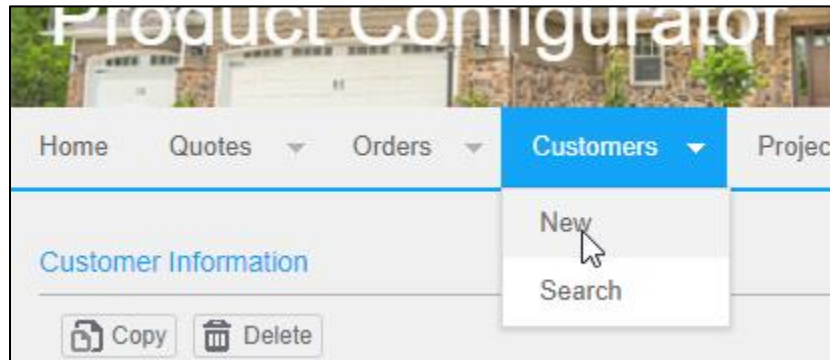 Product Configurator
Home Quotes Orders Customers Projec
New
Customer Information
Search
Copy Delete